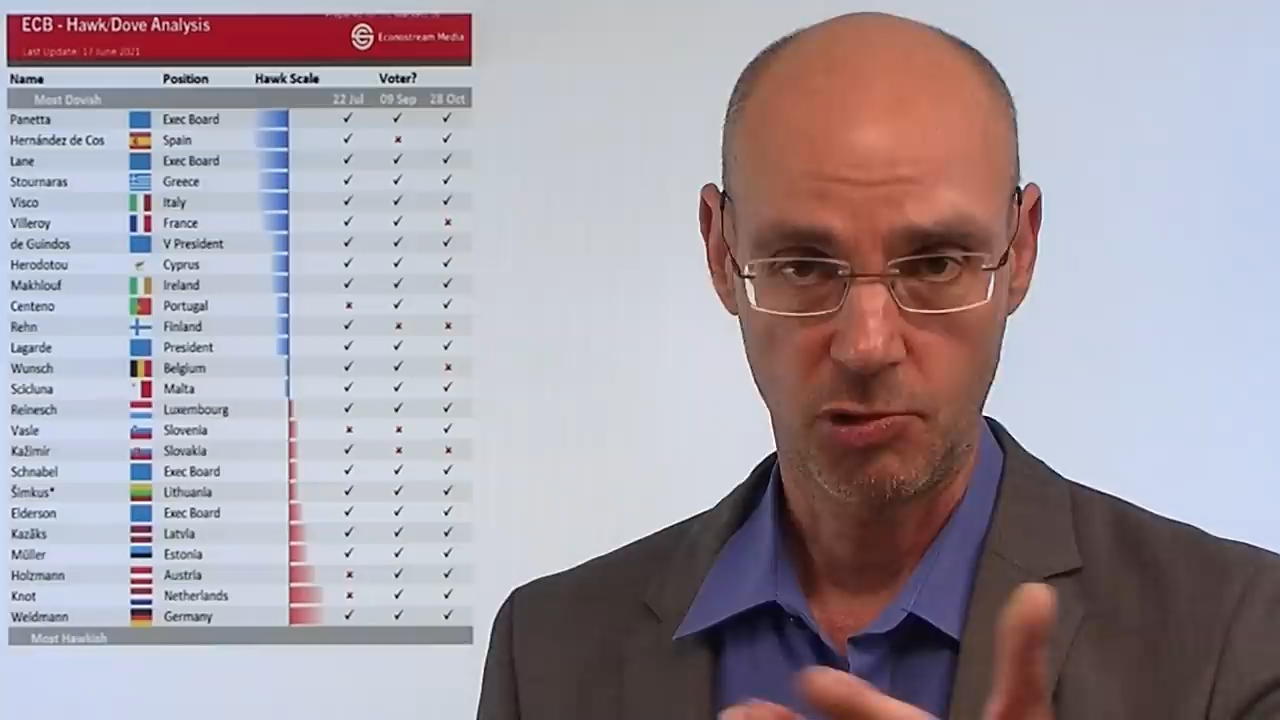 ECB - Hawk/Dove Analysis
Last Update: 17 June 2021
Econostream Media
Name Position Hawk Scale Voter?
Most Dovish 22 Jul 09 Sep 28 Oct
Panetta Exec Board ✓ ✓ ✓
Hernández de Cos Spain ✓ x ✓
Lane Exec Board ✓ ✓ ✓
Stournaras Greece ✓ ✓ ✓
Visco Italy ✓ ✓ ✓
Villeroy France ✓ ✓ x
de Guindos V President ✓ ✓ ✓
Herodotou Cyprus ✓ ✓ ✓
Makhlouf Ireland ✓ ✓ ✓
Centeno Portugal x ✓ ✓
Rehn Finland ✓ x x
Lagarde President ✓ ✓ ✓
Wunsch Belgium ✓ ✓ x
Scicluna Malta ✓ ✓ ✓
Reinesch Luxembourg ✓ ✓ ✓
Vasle Slovenia x x ✓
Kažimir Slovakia ✓ x x
Schnabel Exec Board ✓ ✓ ✓
Šimkus* Lithuania ✓ ✓ ✓
Elderson Exec Board ✓ ✓ ✓
Kazāks Latvia ✓ ✓ ✓
Müller Estonia ✓ ✓ ✓
Holzmann Austria x ✓ ✓
Knot Netherlands x ✓ ✓
Weidmann Germany ✓ ✓ ✓
Most Hawkish